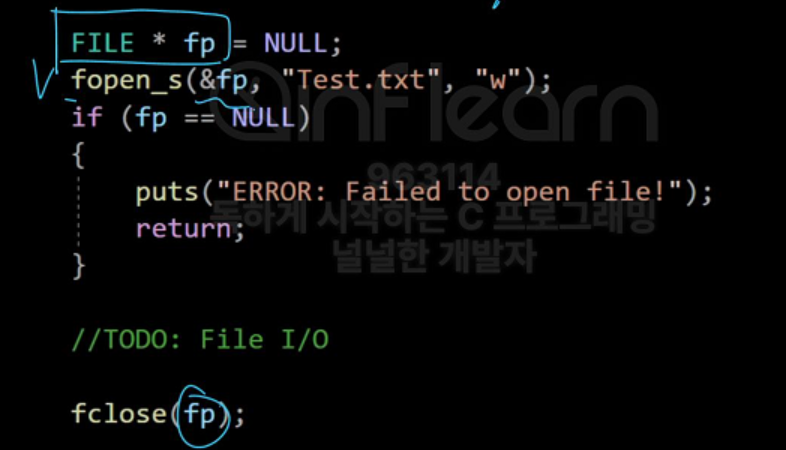 FILE * fp = NULL;
fopen_s(&fp, "Test.txt", "w");
if (fp == NULL)
{
puts("ERROR: Failed to open file!");
return;
}
//TODO: File I/O
fclose(fp);
inflearn
963114
독하게 시작하는 C 프로그래밍
널널한 개발자